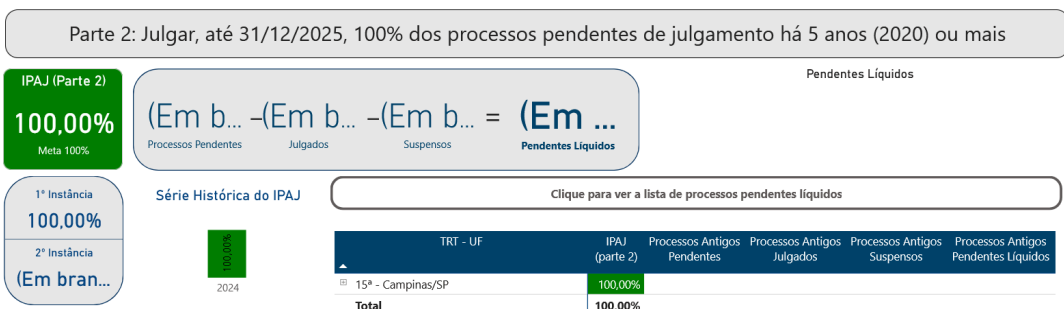 Parte 2: Julgar, até 31/12/2025, 100% dos processos pendentes de julgamento há 5 anos (2020) ou mais
IPAJ (Parte 2)
100,00%
Meta 100%
(Em b... –(Em b... –(Em b... = (Em ...
Processos Pendentes Julgados Suspensos Pendentes Líquidos
Pendentes Líquidos
1ª Instância
100,00%
2ª Instância
(Em bran...
Série Histórica do IPAJ
100,00%
2024
Clique para ver a lista de processos pendentes líquidos
TRT - UF IPAJ (parte 2) Processos Antigos Pendentes Processos Antigos Julgados Processos Antigos Suspensos Processos Antigos Pendentes Líquidos
15ª - Campinas/SP 100,00%
Total 100,00%